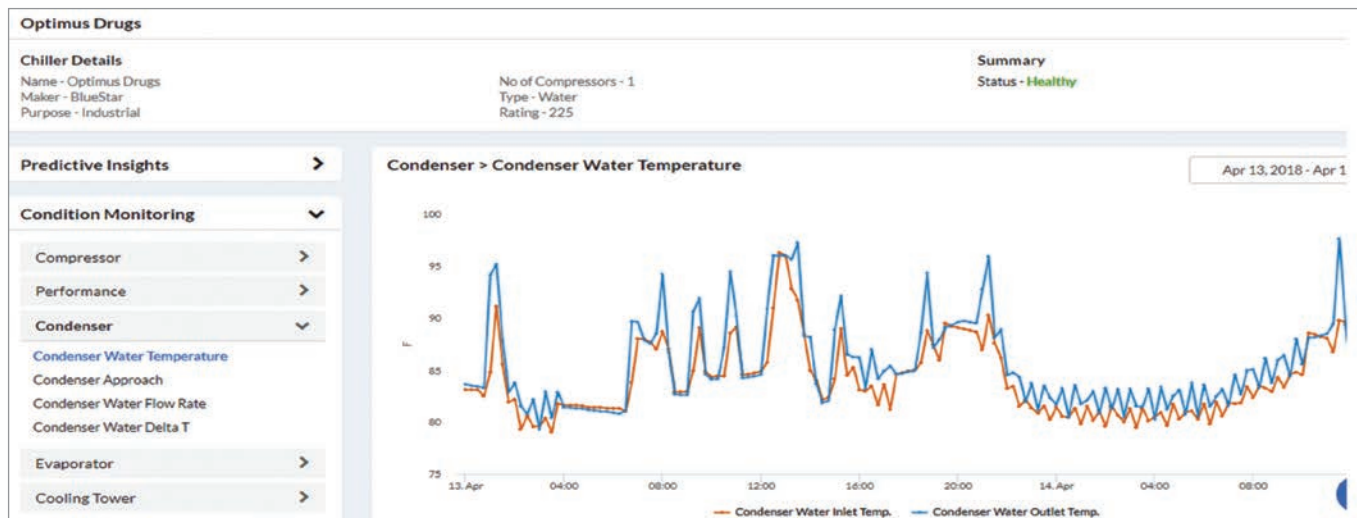 Optimus Drugs
Chiller Details
Name - Optimus Drugs
Maker - BlueStar
Purpose - Industrial
No of Compressors - 1
Type - Water
Rating - 225
Summary
Status - Healthy
Predictive Insights
Condition Monitoring
Compressor
Performance
Condenser
Condenser Water Temperature
Condenser Approach
Condenser Water Flow Rate
Condenser Water Delta T
Evaporator
Cooling Tower
Condenser > Condenser Water Temperature
Apr 13, 2018 - Apr 1
100
95
90
85
80
75
F
13. Apr 04:00 08:00 12:00 16:00 20:00 14. Apr 04:00 08:00
Condenser Water Inlet Temp. Condenser Water Outlet Temp.